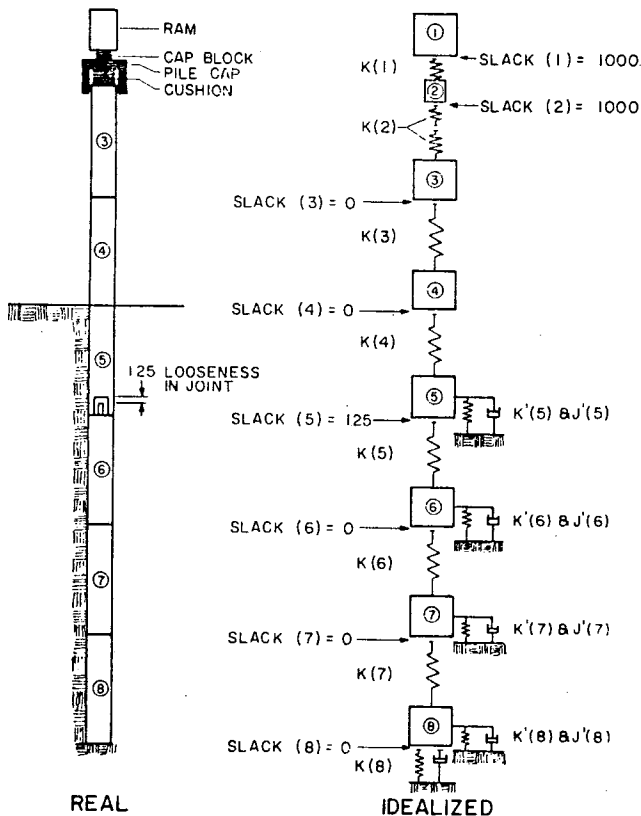 RAM
CAP BLOCK
PILE CAP
CUSHION
③
④
⑤
125 LOOSENESS
IN JOINT
⑥
⑦
⑧
REAL
①
K(1)
SLACK (1) = 1000.
②
SLACK (2) = 1000
K(2)
③
SLACK (3) = 0
K(3)
④
SLACK (4) = 0
K(4)
⑤
K'(5) & J'(5)
SLACK (5) = 125
K(5)
⑥
K'(6) & J'(6)
SLACK (6) = 0
K(6)
⑦
K'(7) & J'(7)
SLACK (7) = 0
K(7)
⑧
K'(8) & J'(8)
SLACK (8) = 0
K(8)
IDEALIZED